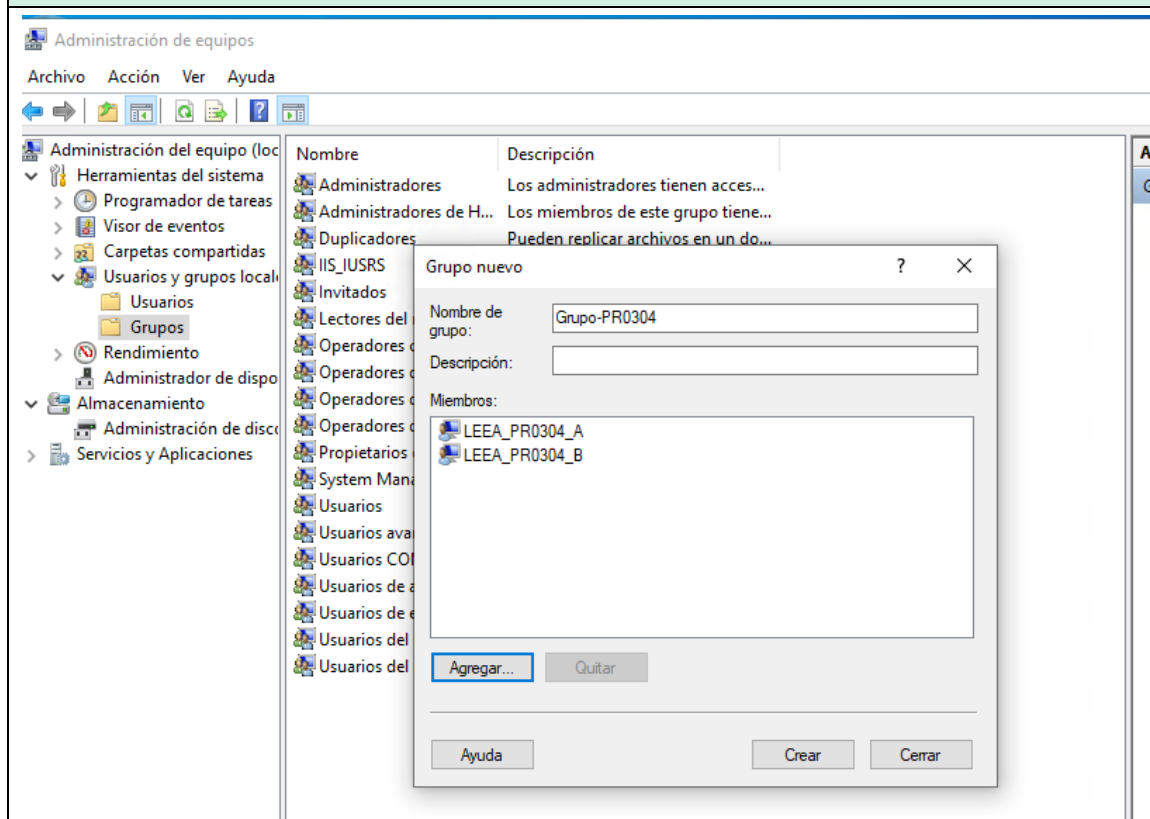 Administración de equipos
Archivo Acción Ver Ayuda
Administración del equipo (loc
Herramientas del sistema
Programador de tareas
Visor de eventos
Carpetas compartidas
Usuarios y grupos local
Usuarios
Grupos
Rendimiento
Administrador de dispo
Almacenamiento
Administración de disco
Servicios y Aplicaciones
Nombre Descripción
Administradores Los administradores tienen acces...
Administradores de H... Los miembros de este grupo tiene...
Duplicadores Pueden replicar archivos en un do...
IIS_IUSRS
Invitados
Lectores del
Operadores
Operadores
Operadores
Operadores
Propietarios
System Mana
Usuarios
Usuarios ava
Usuarios CO
Usuarios de a
Usuarios de e
Usuarios del
Usuarios del
Grupo nuevo ?
Nombre de grupo: Grupo-PR0304
Descripción:
Miembros:
LEEA_PR0304_A
LEEA_PR0304_B
Agregar... Quitar
Ayuda Crear Cerrar
A